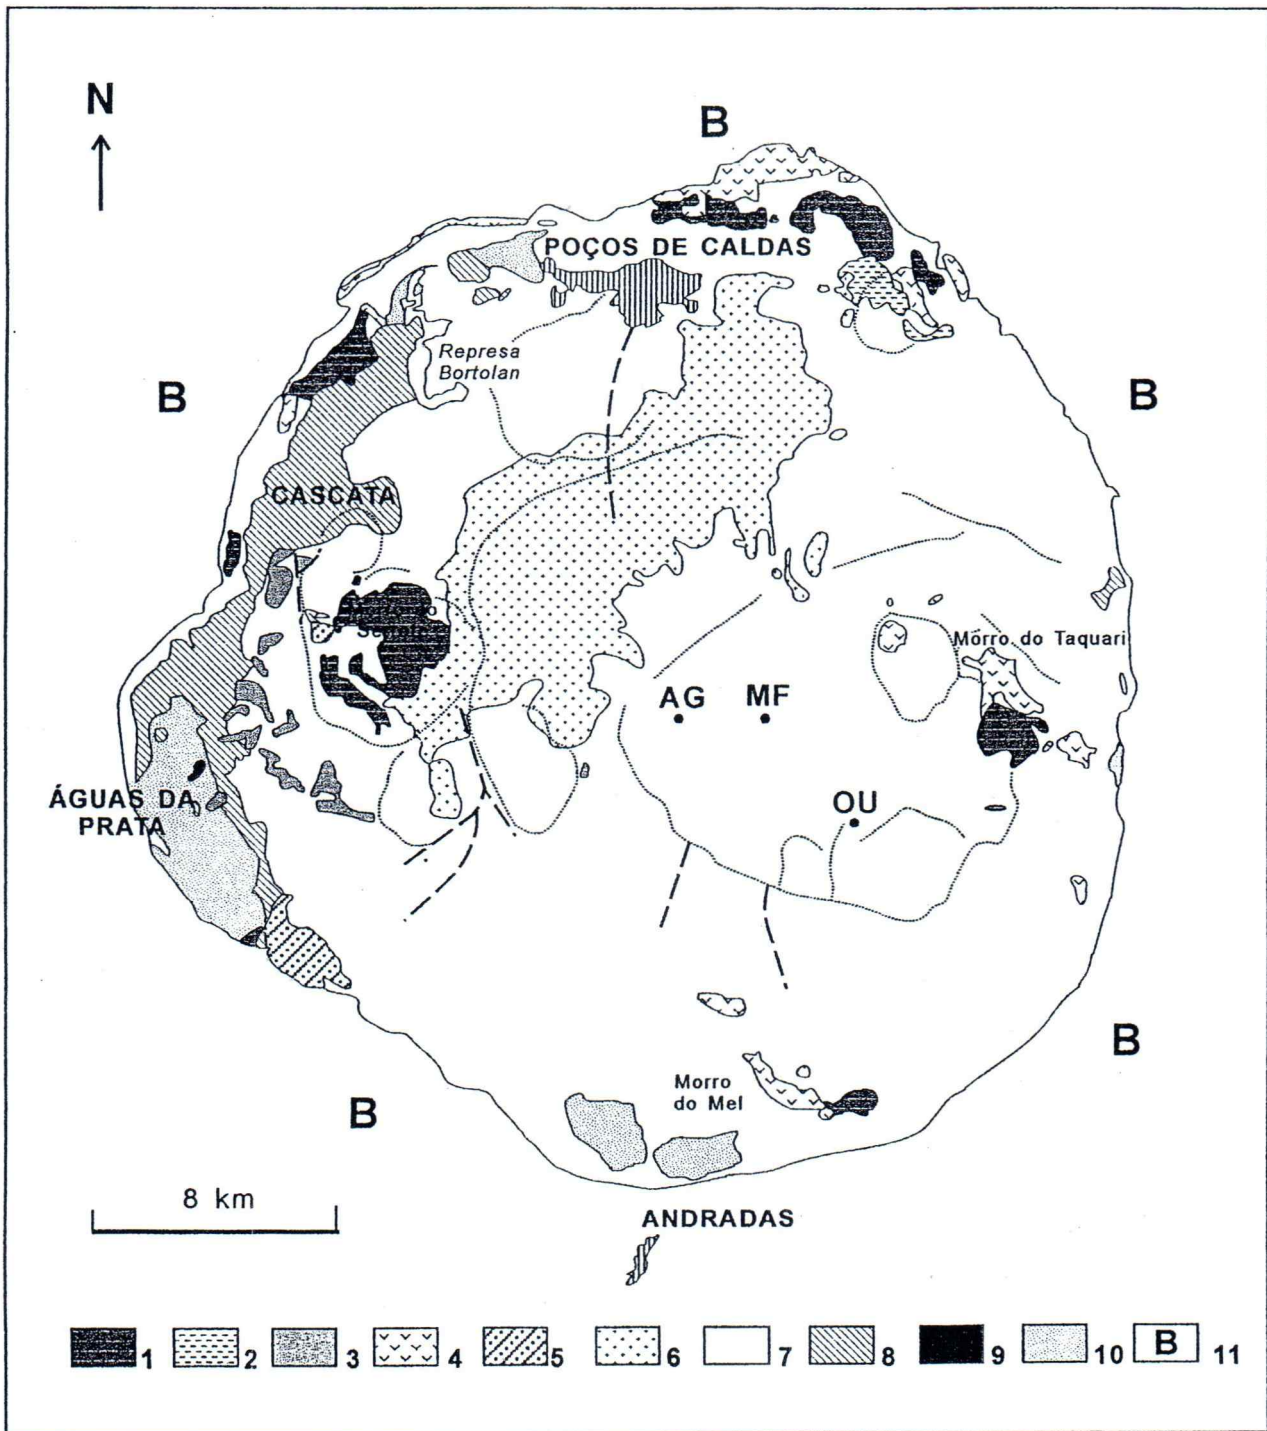 N
B
POÇOS DE CALDAS
Represa
Bortolan
B
B
CASCATA
Morro do Taquari
AG
MF
ÁGUAS DA
PRATA
OU
B
B
Morro
do Mel
8 km
ANDRADAS
1
2
3
4
5
6
7
8
9
10
B
11